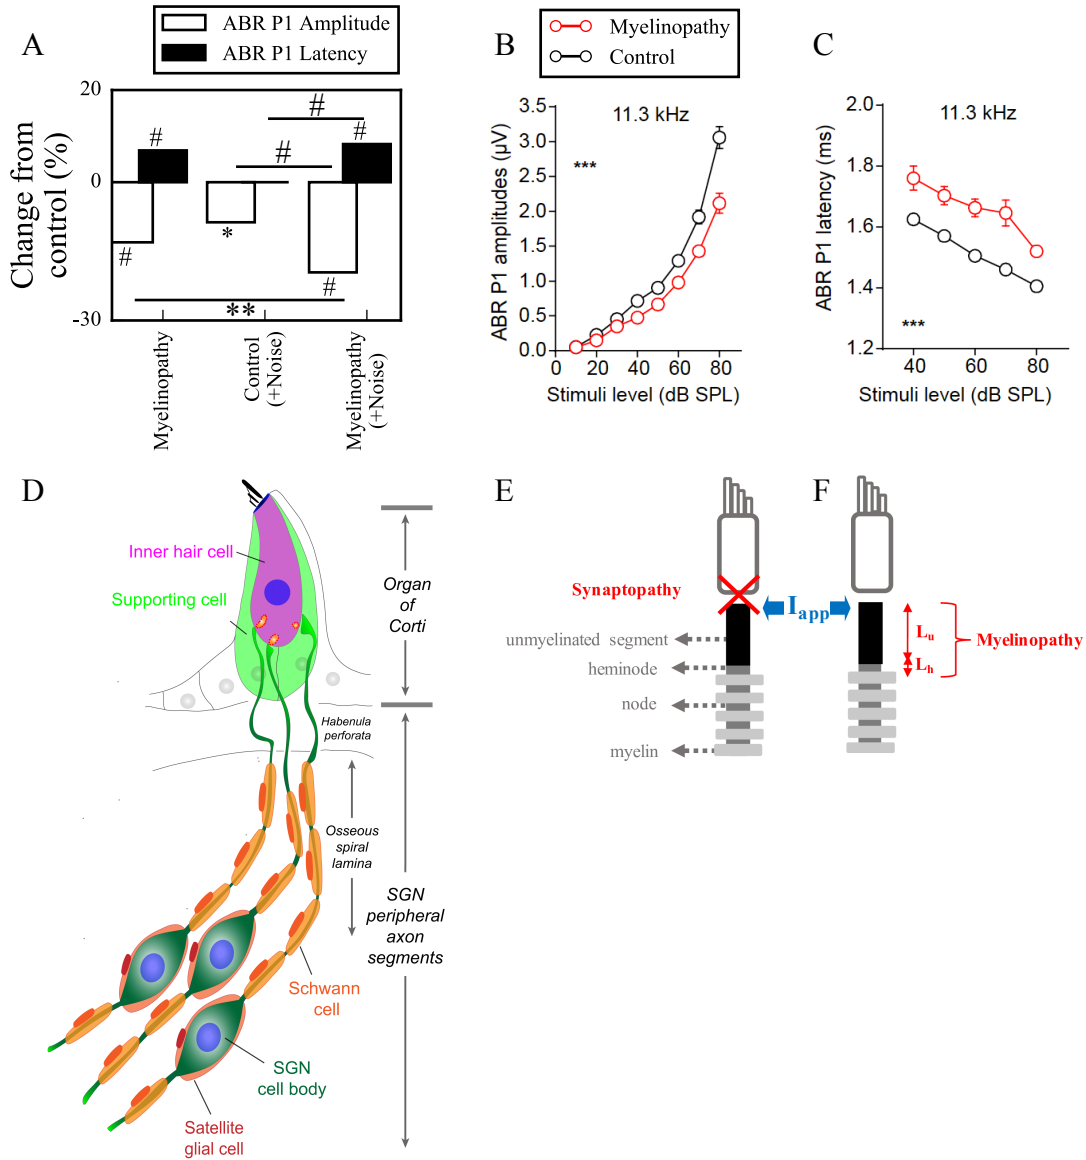 A
ABR P1 Amplitude
ABR P1 Latency
Change from
control (%)
20
0
-30
#
#
*
#
#
#
#
**
Myelinopathy
Control
(+Noise)
Myelinopathy
(+Noise)
B
Myelinopathy
Control
11.3 kHz
***
ABR P1 amplitudes (µV)
3.5
3.0
2.5
2.0
1.5
1.0
0.5
0.0
0 20 40 60 80
Stimuli level (dB SPL)
C
11.3 kHz
***
ABR P1 latency (ms)
2.0
1.8
1.6
1.4
1.2
40 60 80
Stimuli level (dB SPL)
D
Inner hair cell
Supporting cell
Organ
of
Corti
Habenula
perforata
Osseous
spiral
lamina
SGN
peripheral
axon
segments
Schwann
cell
SGN
cell body
Satellite
glial cell
E
Synaptopathy
unmyelinated segment
heminode
node
myelin
Iapp
F
Lu
Lh
Myelinopathy